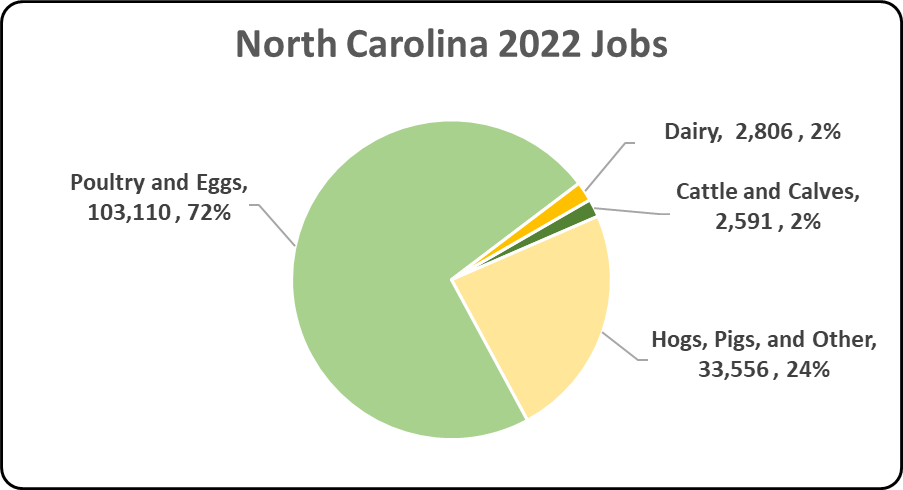 North Carolina 2022 Jobs
Dairy,  2,806 , 2%
Poultry and Eggs,
103,110 , 72%
Cattle and Calves,
2,591 , 2%
Hogs, Pigs, and Other,
33,556 , 24%